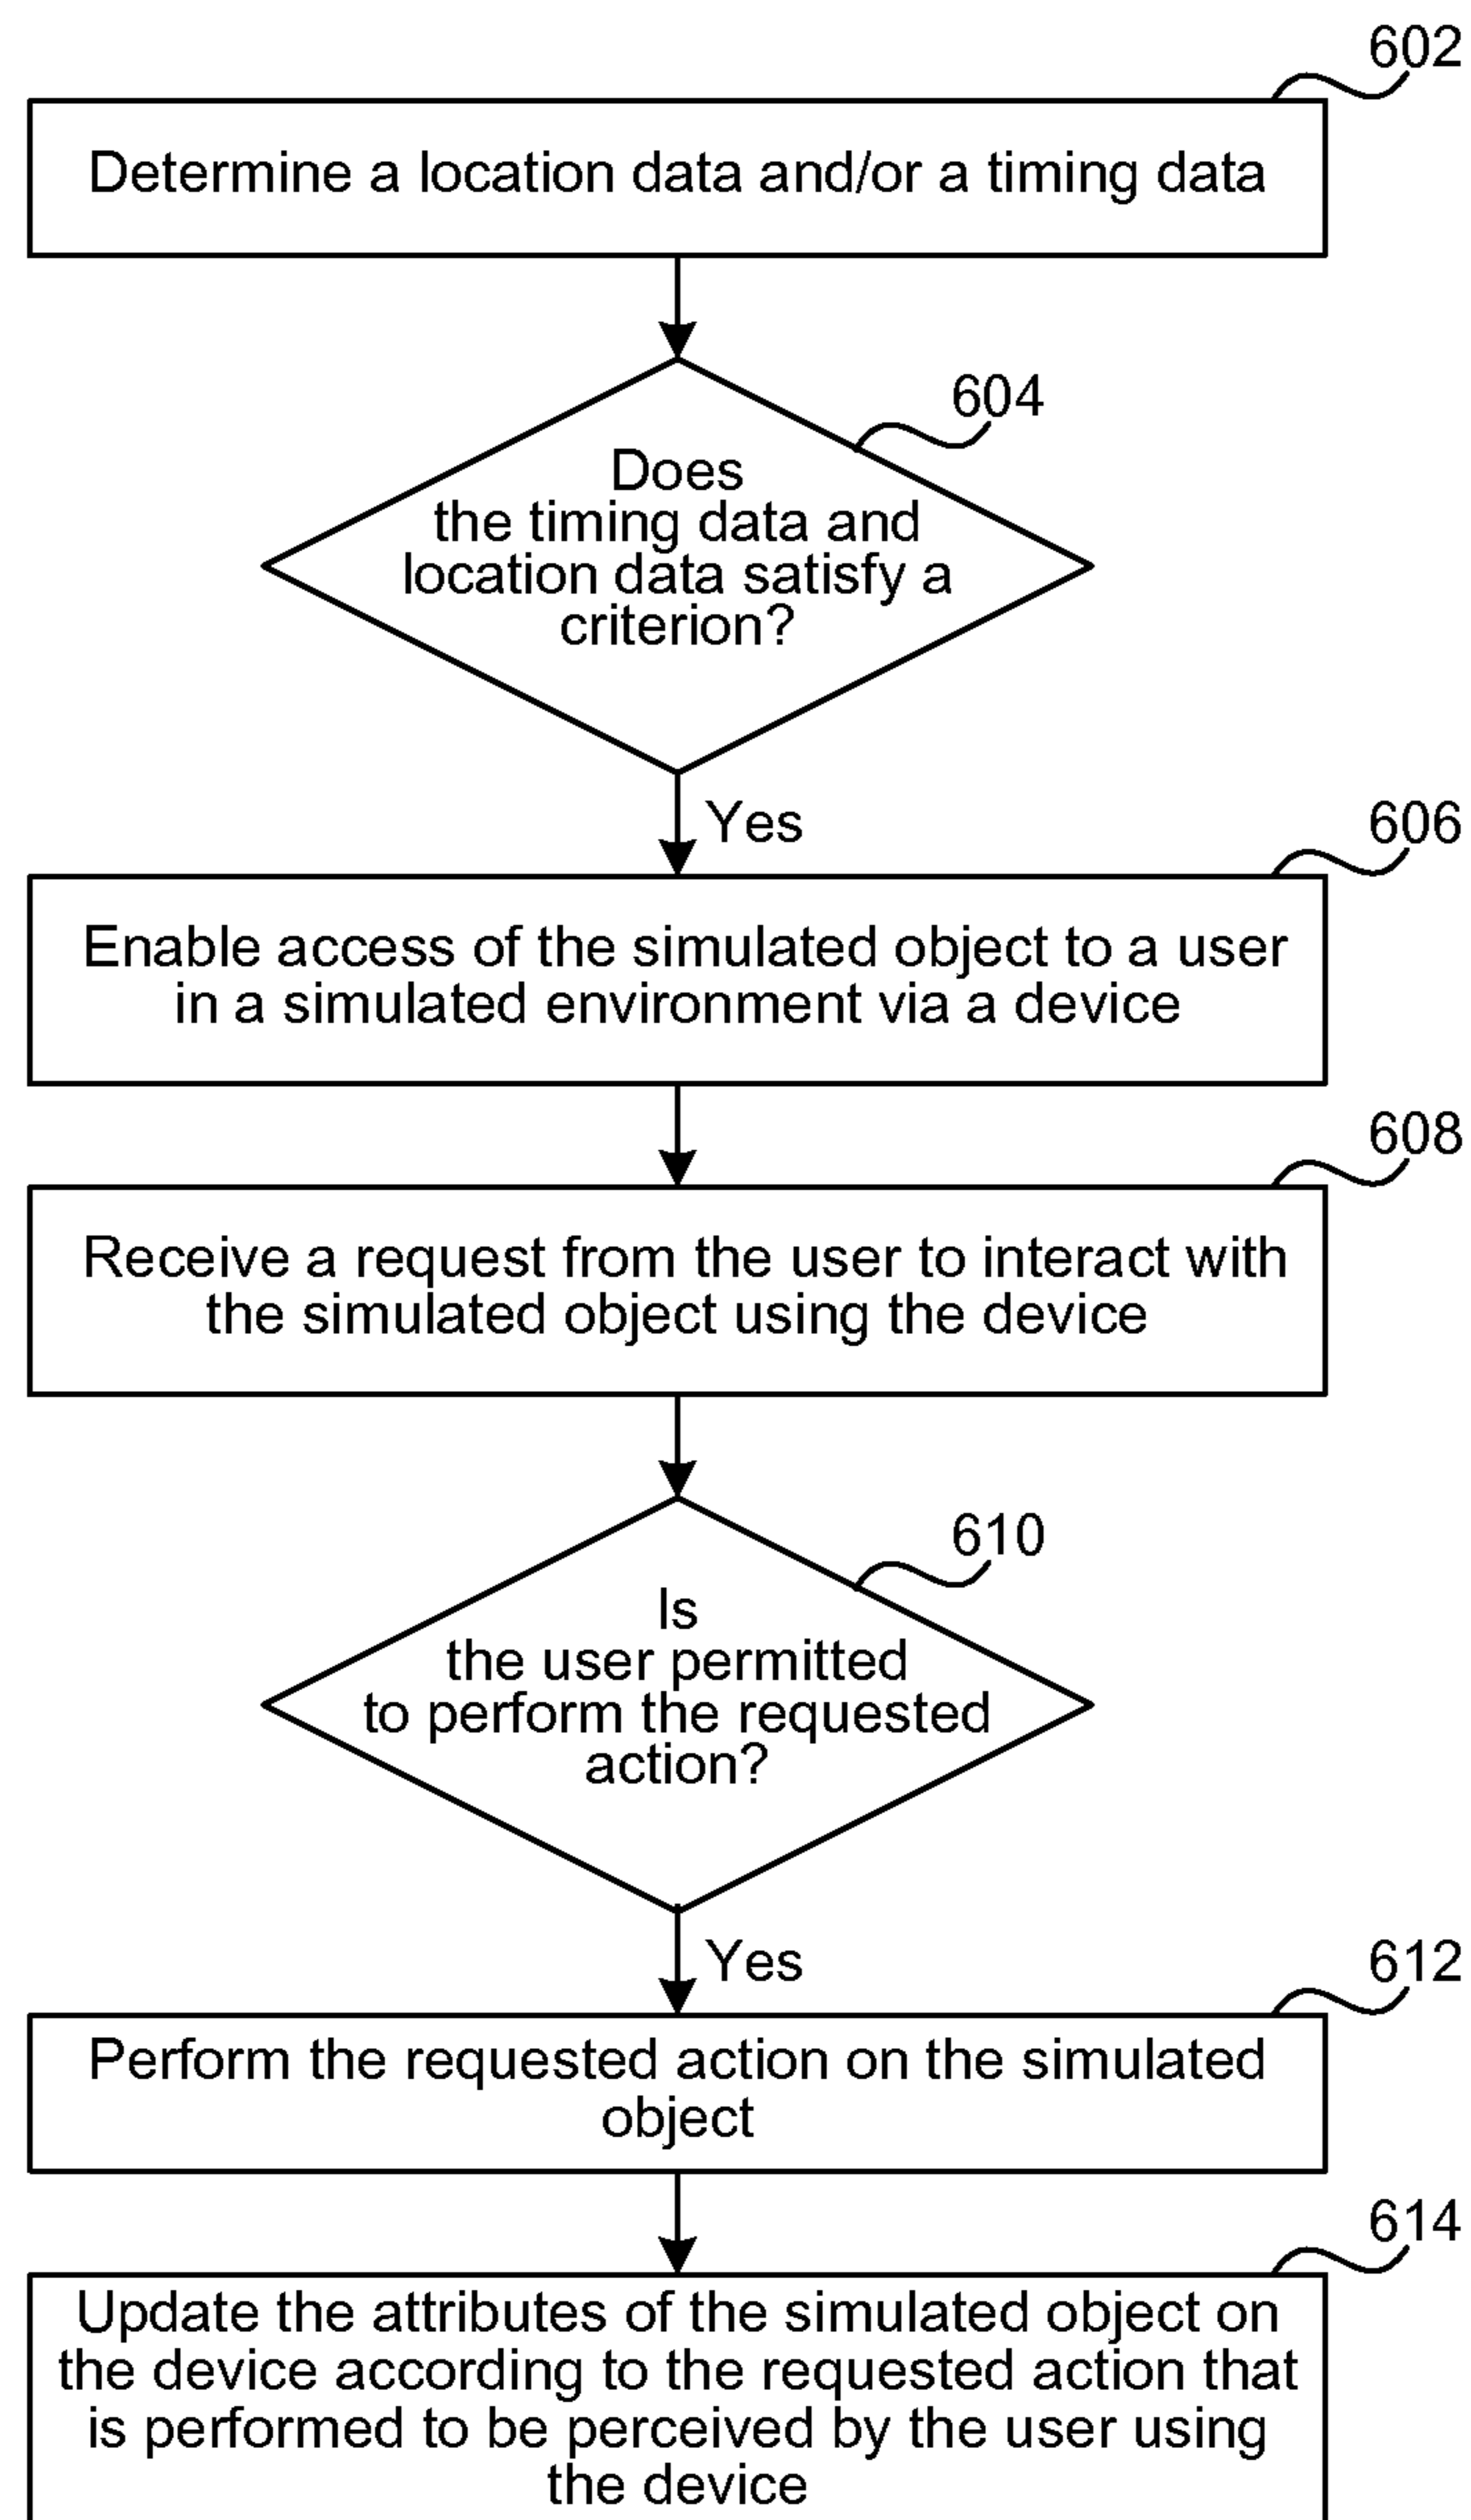 602
Determine a location data and/or a timing data
604
Does
the timing data and
location data satisfy a
criterion?
Yes
606
Enable access of the simulated object to a user
in a simulated environment via a device
608
Receive a request from the user to interact with
the simulated object using the device
610
Is
the user permitted
to perform the requested
action?
Yes
612
Perform the requested action on the simulated
object
614
Update the attributes of the simulated object on
the device according to the requested action that
is performed to be perceived by the user using
the device